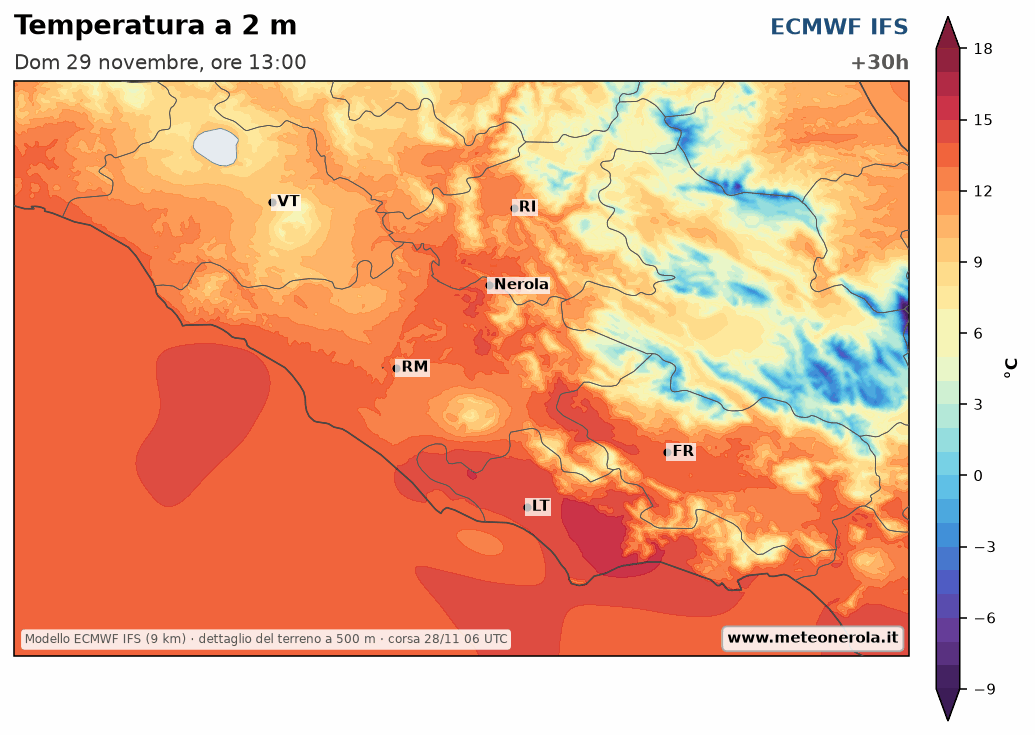 Temperatura a 2 m
ECMWF IFS
Dom 29 novembre, ore 13:00
+30h
VT
RI
Nerola
RM
FR
LT
18
15
12
9
6
3
0
−3
−6
−9
°C
Modello ECMWF IFS (9 km) · dettaglio del terreno a 500 m · corsa 28/11 06 UTC
www.meteonerola.it